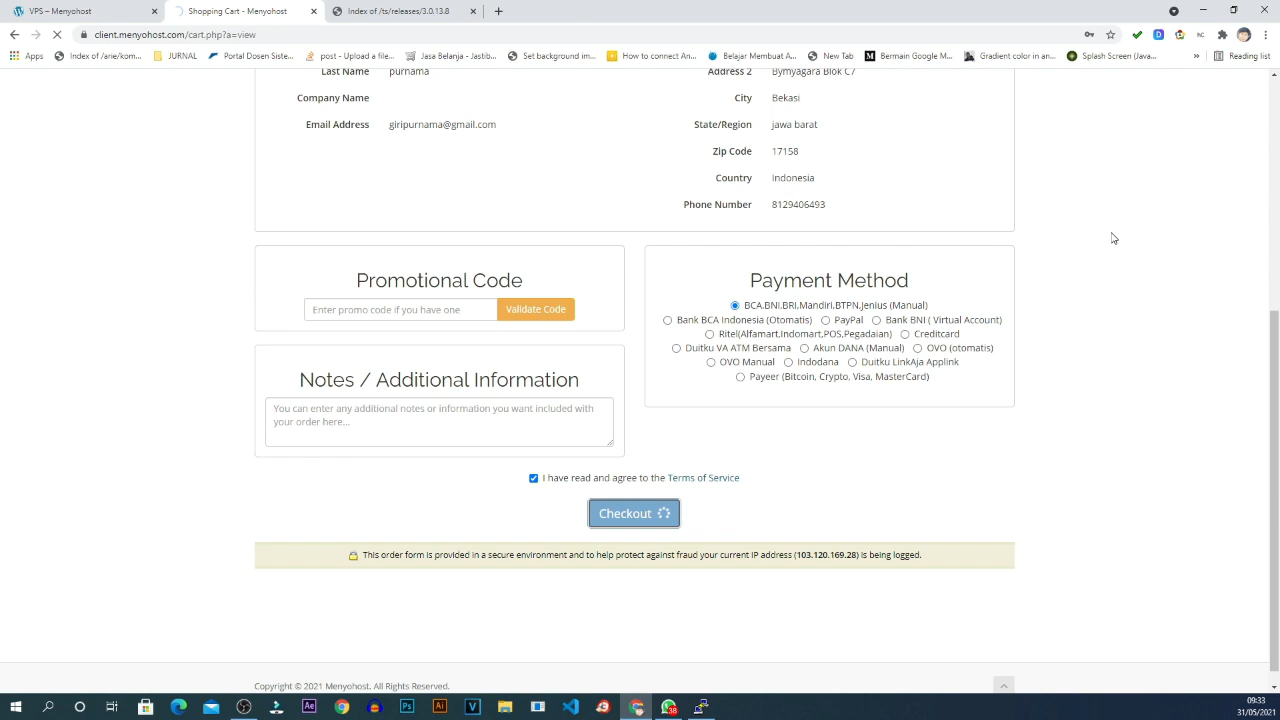 VPS – Menyohost
Shopping Cart - Menyohost
Index of /ts/releases/3.0.13.8
client.menyohost.com/cart.php?a=view
Apps
Index of /arie/kom...
JURNAL
Portal Dosen Siste...
post - Upload a file...
Jasa Belanja - Jastib...
Set background im...
How to connect An...
Belajar Membuat A...
New Tab
Bermain Google M...
Gradient color in an...
Splash Screen (Java...
»
Reading list
Last Name purnama
Address 2 Bymyagara Blok C7
Company Name
City Bekasi
Email Address giripurnama@gmail.com
State/Region jawa barat
Zip Code 17158
Country Indonesia
Phone Number 8129406493
Promotional Code
Enter promo code if you have one
Validate Code
Payment Method
BCA,BNI,BRI,Mandiri,BTPN,Jenius (Manual)
Bank BCA Indonesia (Otomatis) PayPal Bank BNI ( Virtual Account)
Ritel(Alfamart,Indomart,POS,Pegadaian) Creditcard
Duitku VA ATM Bersama Akun DANA (Manual) OVO (otomatis)
OVO Manual Indodana Duitku LinkAja Applink
Payeer (Bitcoin, Crypto, Visa, MasterCard)
Notes / Additional Information
You can enter any additional notes or information you want included with
your order here...
I have read and agree to the Terms of Service
Checkout
This order form is provided in a secure environment and to help protect against fraud your current IP address (103.120.169.28) is being logged.
Copyright © 2021 Menyohost. All Rights Reserved.
09:33
31/05/2021